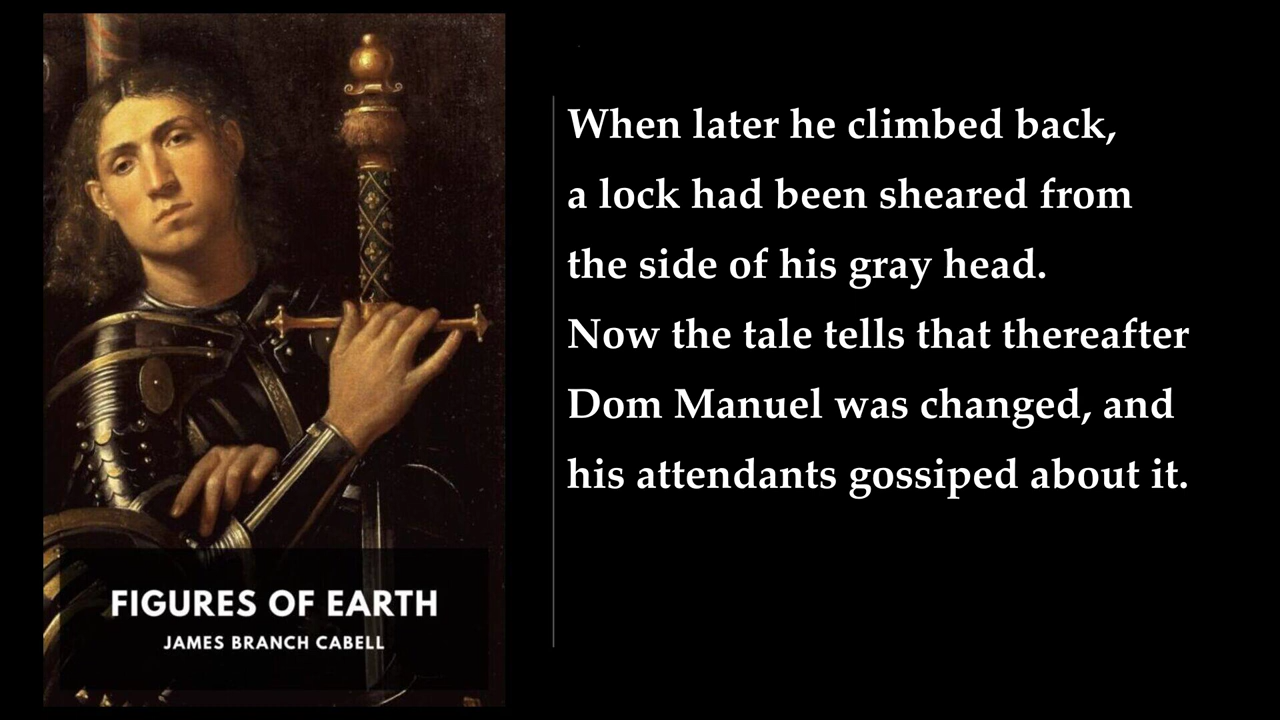 FIGURES OF EARTH
JAMES BRANCH CABELL
When later he climbed back,
a lock had been sheared from
the side of his gray head.
Now the tale tells that thereafter
Dom Manuel was changed, and
his attendants gossiped about it.